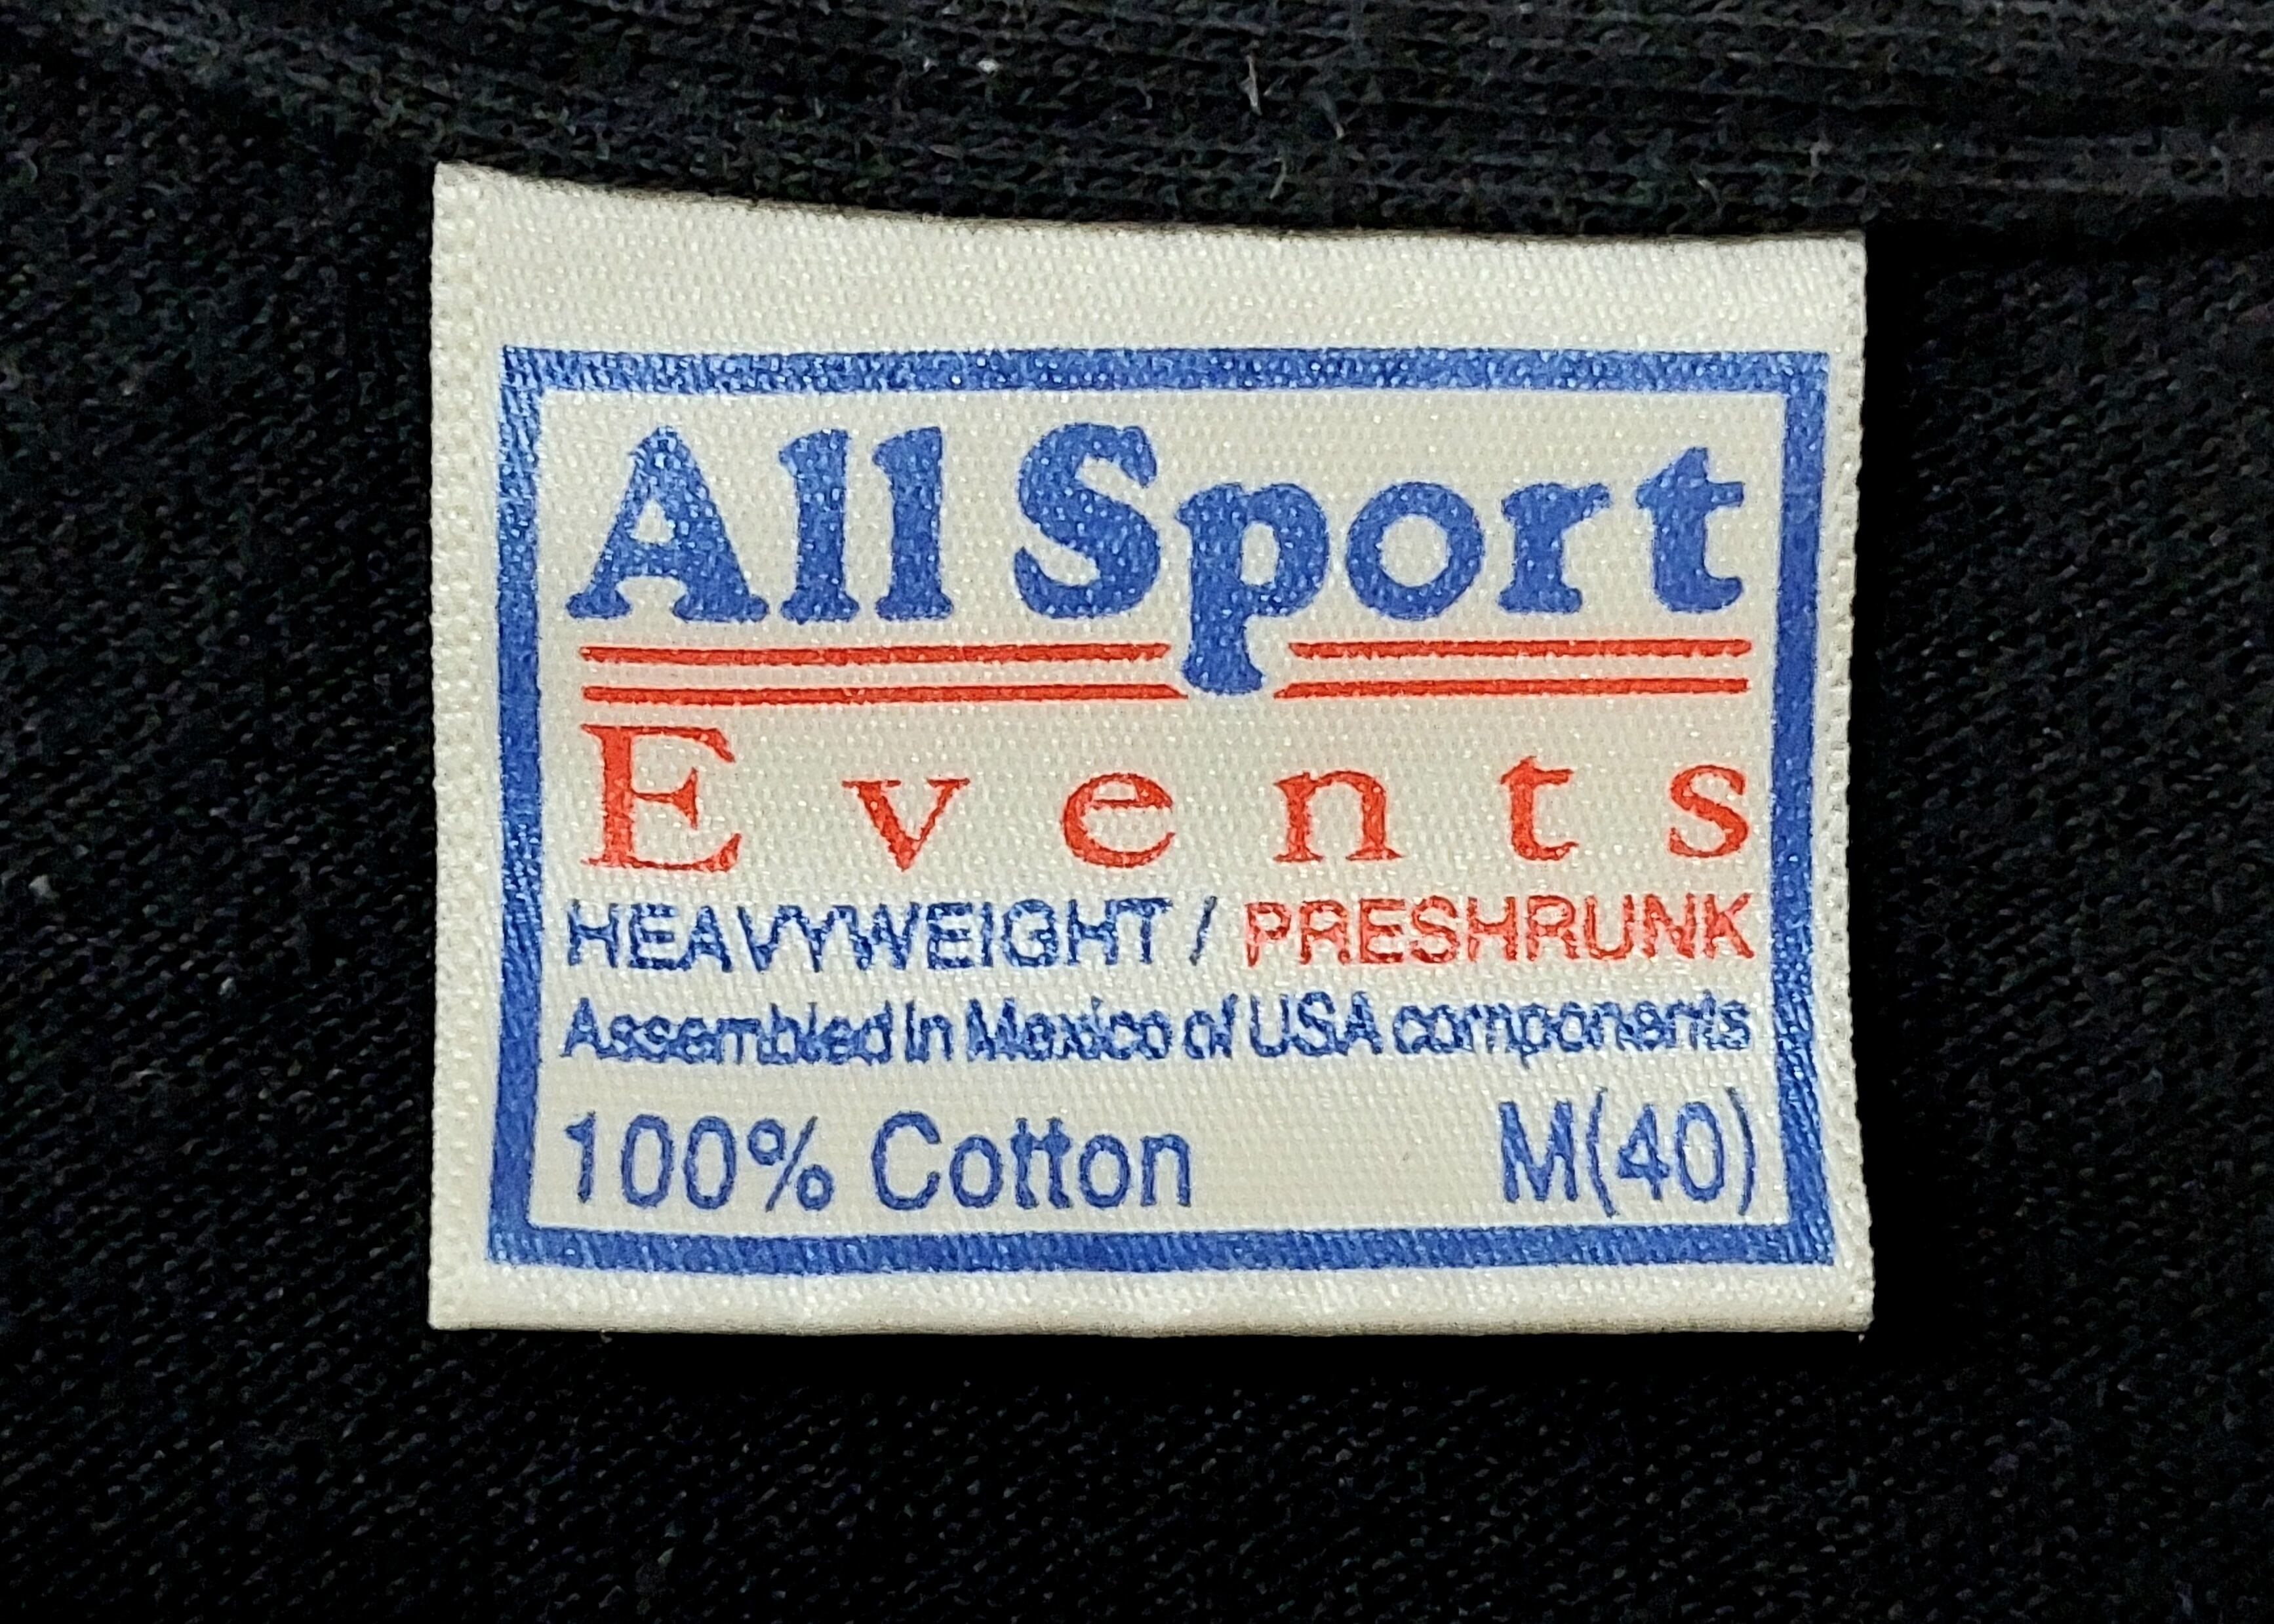 All Sport
Events
HEAVYWEIGHT / PRESHRUNK
Assembled In Mexico of USA components
100% Cotton M(40)